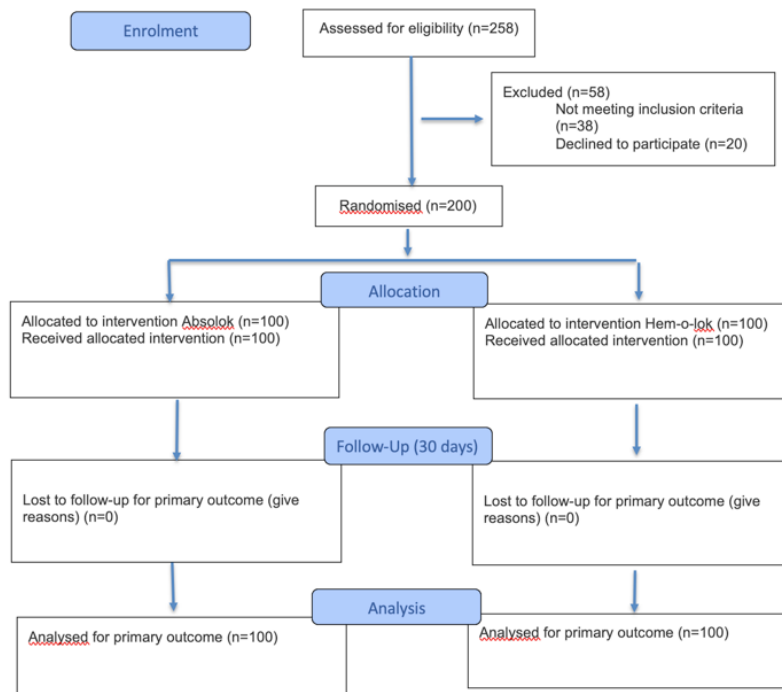 Enrolment
Assessed for eligibility (n=258)
Excluded (n=58)
Not meeting inclusion criteria
(n=38)
Declined to participate (n=20)
Randomised (n=200)
Allocation
Allocated to intervention Absolok (n=100)
Received allocated intervention (n=100)
Allocated to intervention Hem-o-lok (n=100)
Received allocated intervention (n=100)
Follow-Up (30 days)
Lost to follow-up for primary outcome (give
reasons) (n=0)
Lost to follow-up for primary outcome (give
reasons) (n=0)
Analysis
Analysed for primary outcome (n=100)
Analysed for primary outcome (n=100)